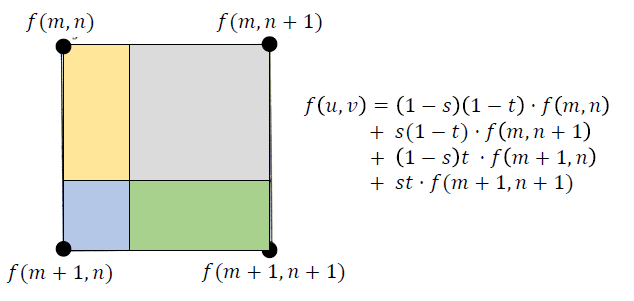 f(m,n) f(m,n+1)
f(u,v) = (1−s)(1−t)·f(m,n)
+ s(1−t)·f(m,n+1)
+ (1−s)t ·f(m+1,n)
+ st·f(m+1,n+1)
f(m+1,n) f(m+1,n+1)